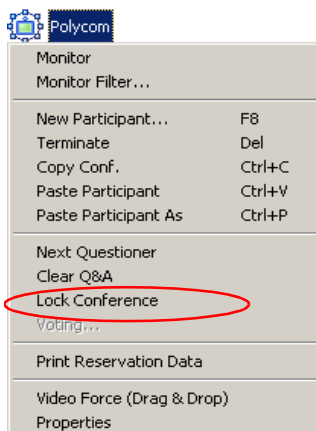 Polycom
Monitor
Monitor Filter...
New Participant... F8
Terminate Del
Copy Conf. Ctrl+C
Paste Participant Ctrl+V
Paste Participant As Ctrl+P
Next Questioner
Clear Q&A
Lock Conference
Voting...
Print Reservation Data
Video Force (Drag & Drop)
Properties